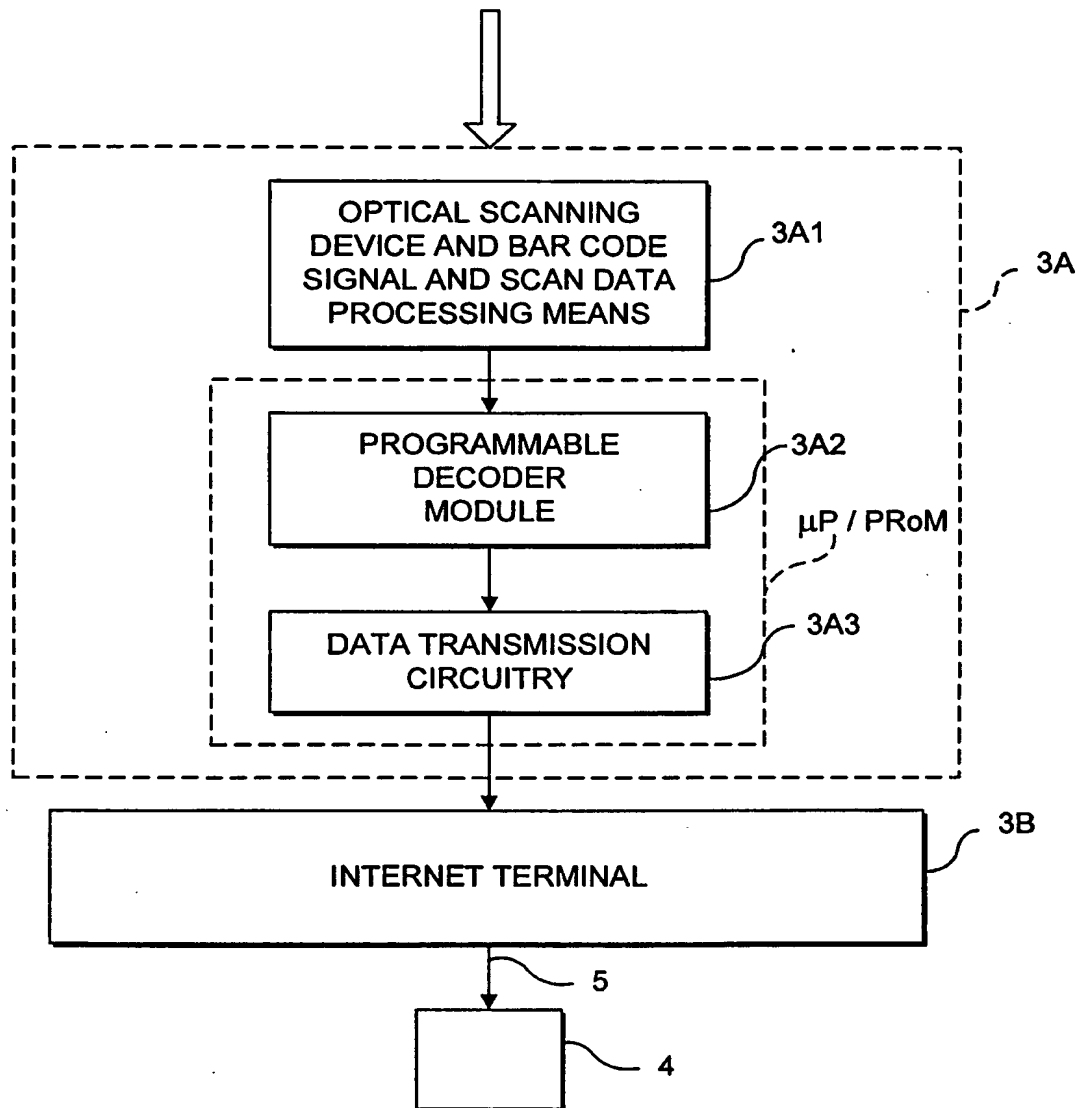 OPTICAL SCANNING
DEVICE AND BAR CODE
SIGNAL AND SCAN DATA
PROCESSING MEANS
3A1
3A
PROGRAMMABLE
DECODER
MODULE
3A2
μP / PRoM
DATA TRANSMISSION
CIRCUITRY
3A3
INTERNET TERMINAL
3B
5
4